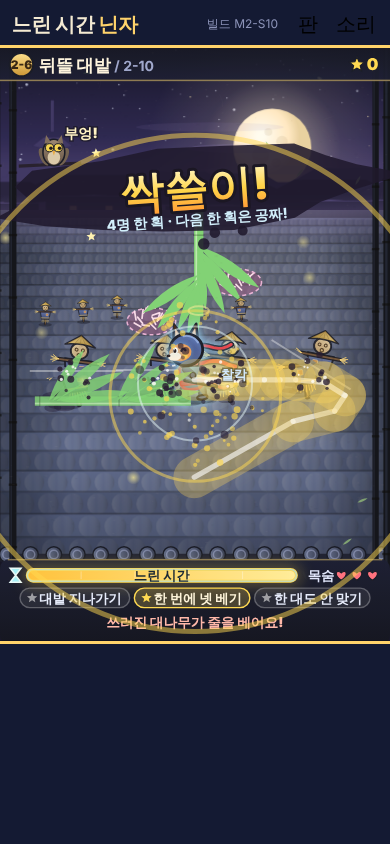 느린 시간 닌자
빌드 M2-S10
판
소리
2-6 뒤뜰 대밭 / 2-10
★ 0
부엉!
싹쓸이!
4명 한 획 · 다음 한 획은 공짜!
찰칵
느린 시간
목숨
대발 지나가기
한 번에 넷 베기
한 대도 안 맞기
쓰러진 대나무가 줄을 베어요!